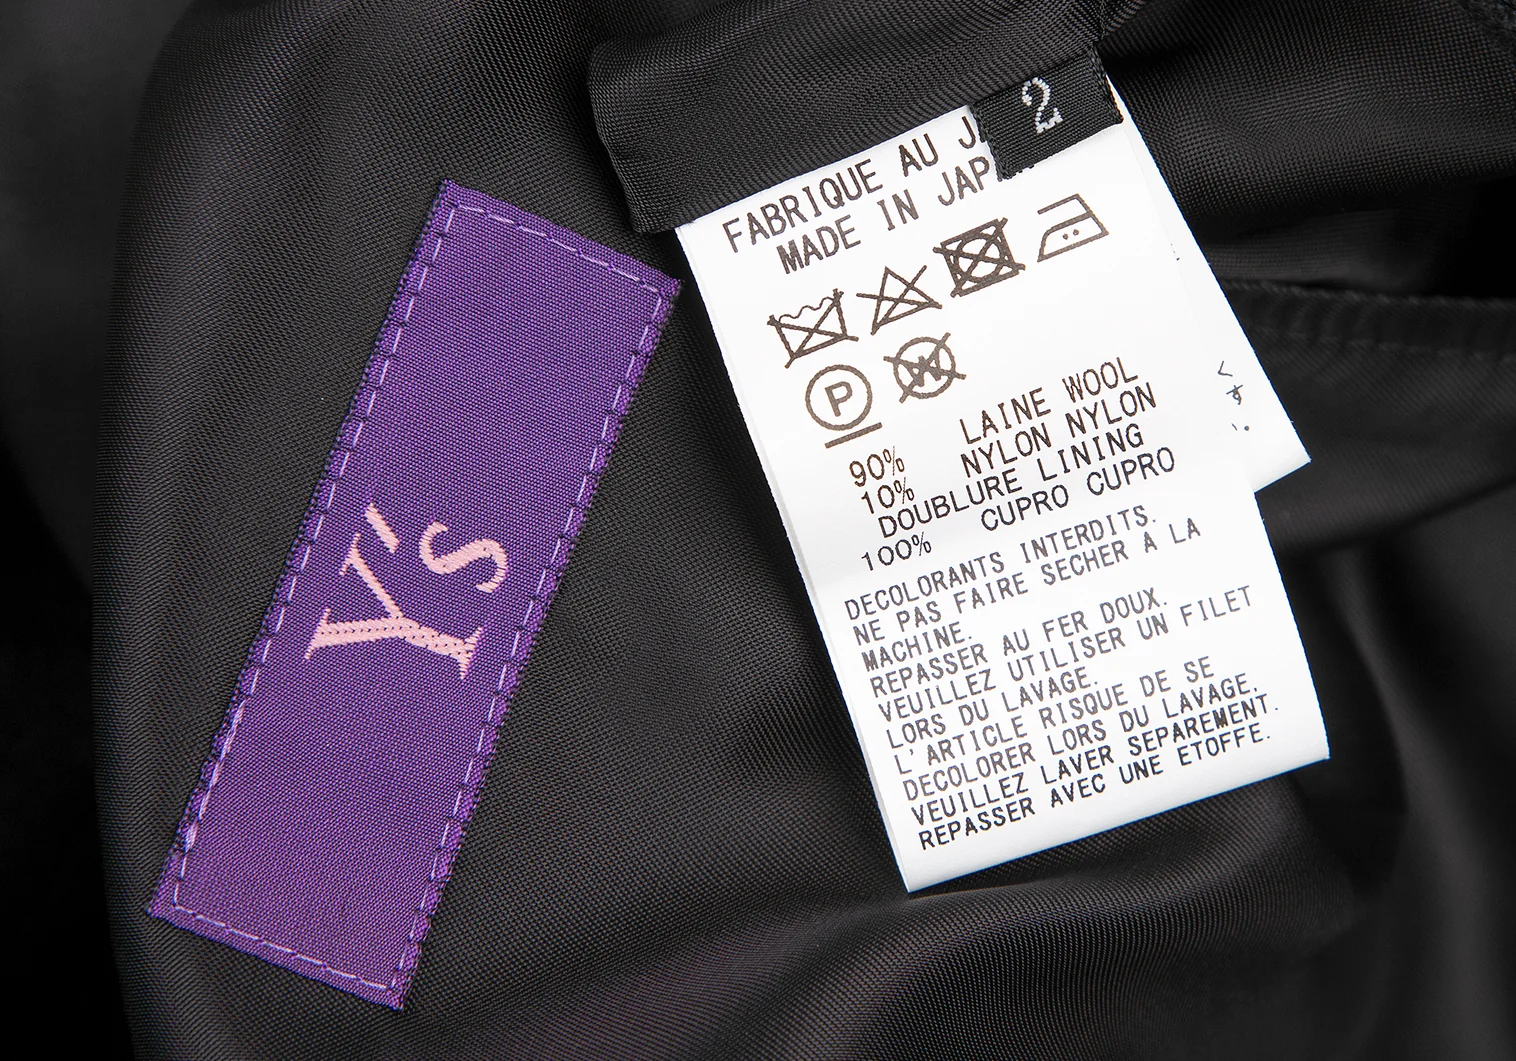 Y's
2
FABRIQUE AU
MADE IN
P
W
LAINE WOOL
90% NYLON NYLON
10%
DOUBLURE LINING
CUPRO CUPRO
100%
DECOLORANTS INTERDITS.
NE PAS FAIRE SECHER A LA
MACHINE.
REPASSER AU FER DOUX.
VEUILLEZ UTILISER UN FILET
LORS DU LAVAGE.
L'ARTICLE RISQUE DE SE
DECOLORER LORS DU LAVAGE.
VEUILLEZ LAVER SEPAREMENT.
REPASSER AVEC UNE ETOFFE.